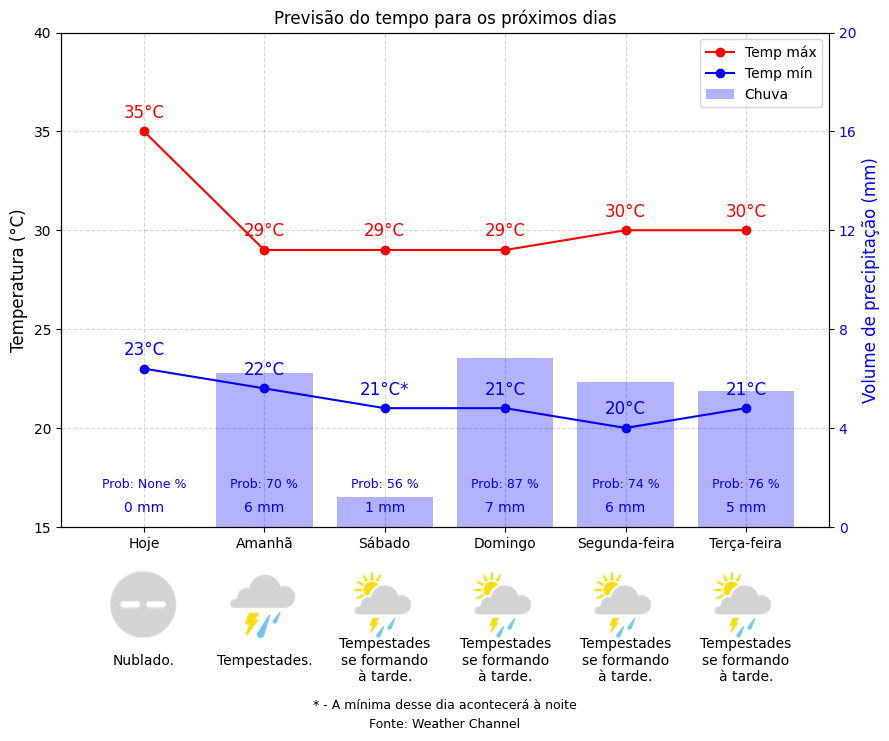 Previsão do tempo para os próximos dias
40
35
30
25
20
15
Temperatura (°C)
20
16
12
8
4
0
Volume de precipitação (mm)
Temp máx
Temp mín
Chuva
35°C
29°C
29°C
29°C
30°C
30°C
23°C
22°C
21°C*
21°C
20°C
21°C
Prob: None %
Prob: 70 %
Prob: 56 %
Prob: 87 %
Prob: 74 %
Prob: 76 %
0 mm
6 mm
1 mm
7 mm
6 mm
5 mm
Hoje
Amanhã
Sábado
Domingo
Segunda-feira
Terça-feira
Nublado.
Tempestades.
Tempestades
se formando
à tarde.
Tempestades
se formando
à tarde.
Tempestades
se formando
à tarde.
Tempestades
se formando
à tarde.
* - A mínima desse dia acontecerá à noite
Fonte: Weather Channel